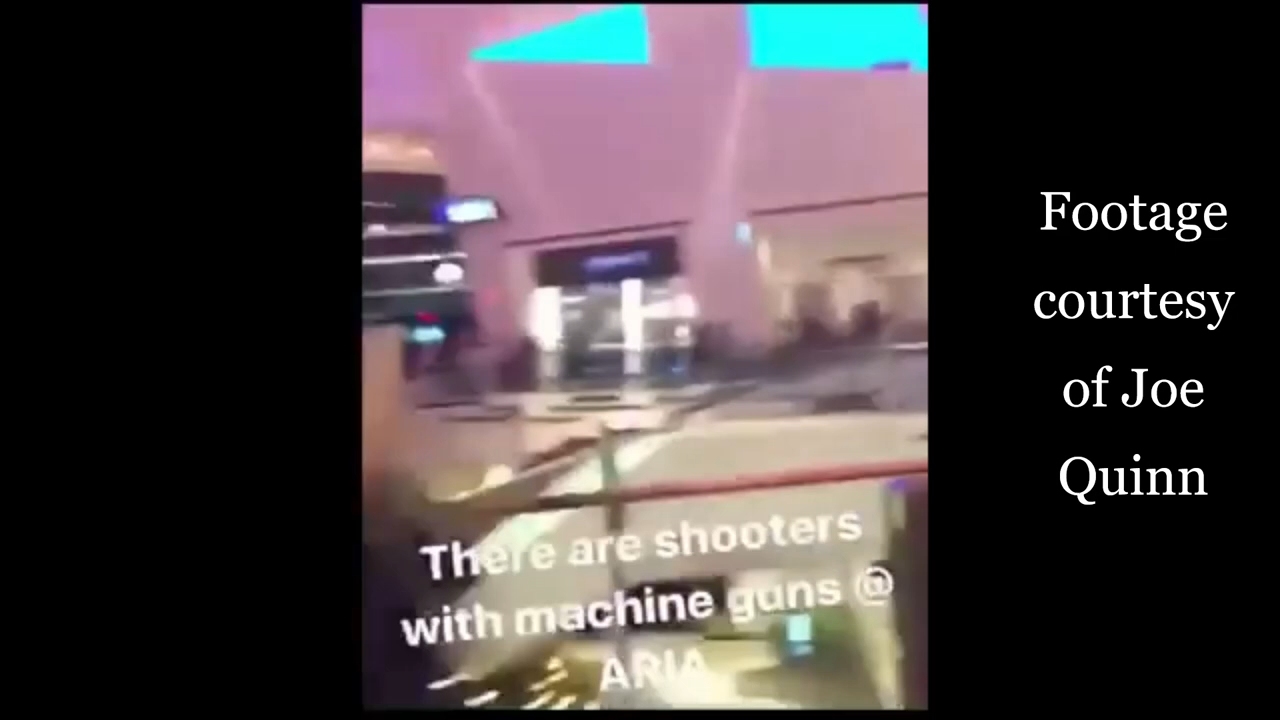 There are shooters
with machine guns @
ARIA
Footage
courtesy
of Joe
Quinn